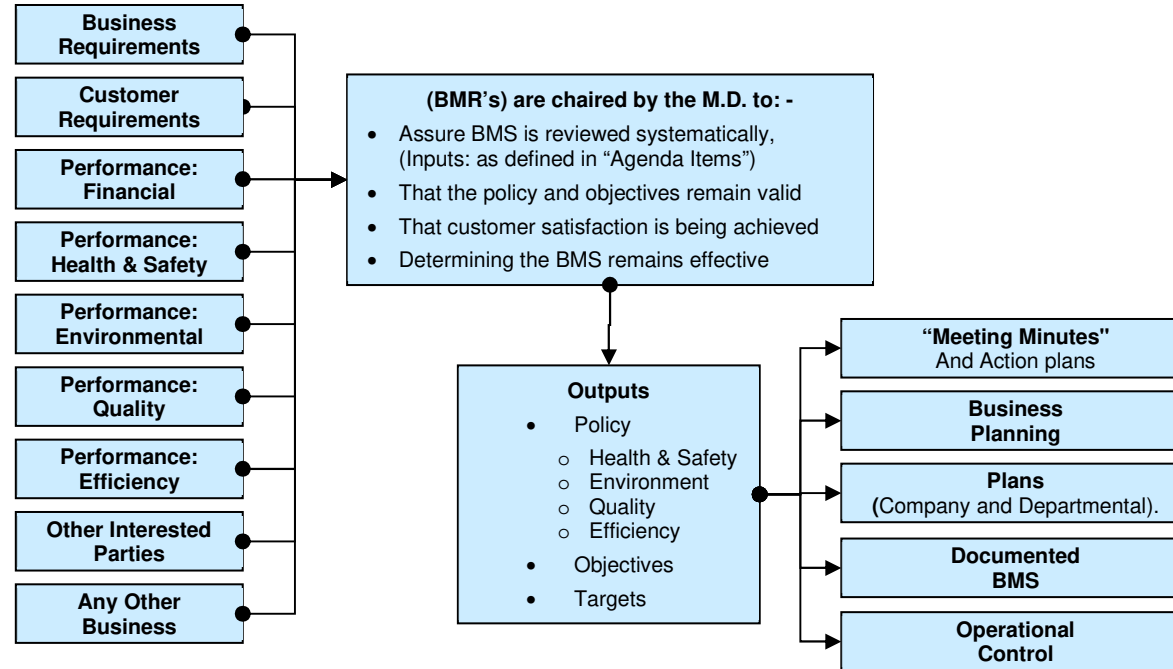 Business
Requirements
Customer
Requirements
Performance:
Financial
Performance:
Health & Safety
Performance:
Environmental
Performance:
Quality
Performance:
Efficiency
Other Interested
Parties
Any Other
Business
(BMR's) are chaired by the M.D. to: -
• Assure BMS is reviewed systematically,
(Inputs: as defined in “Agenda Items”)
• That the policy and objectives remain valid
• That customer satisfaction is being achieved
• Determining the BMS remains effective
Outputs
• Policy
o Health & Safety
o Environment
o Quality
o Efficiency
• Objectives
• Targets
“Meeting Minutes"
And Action plans
Business
Planning
Plans
(Company and Departmental).
Documented
BMS
Operational
Control